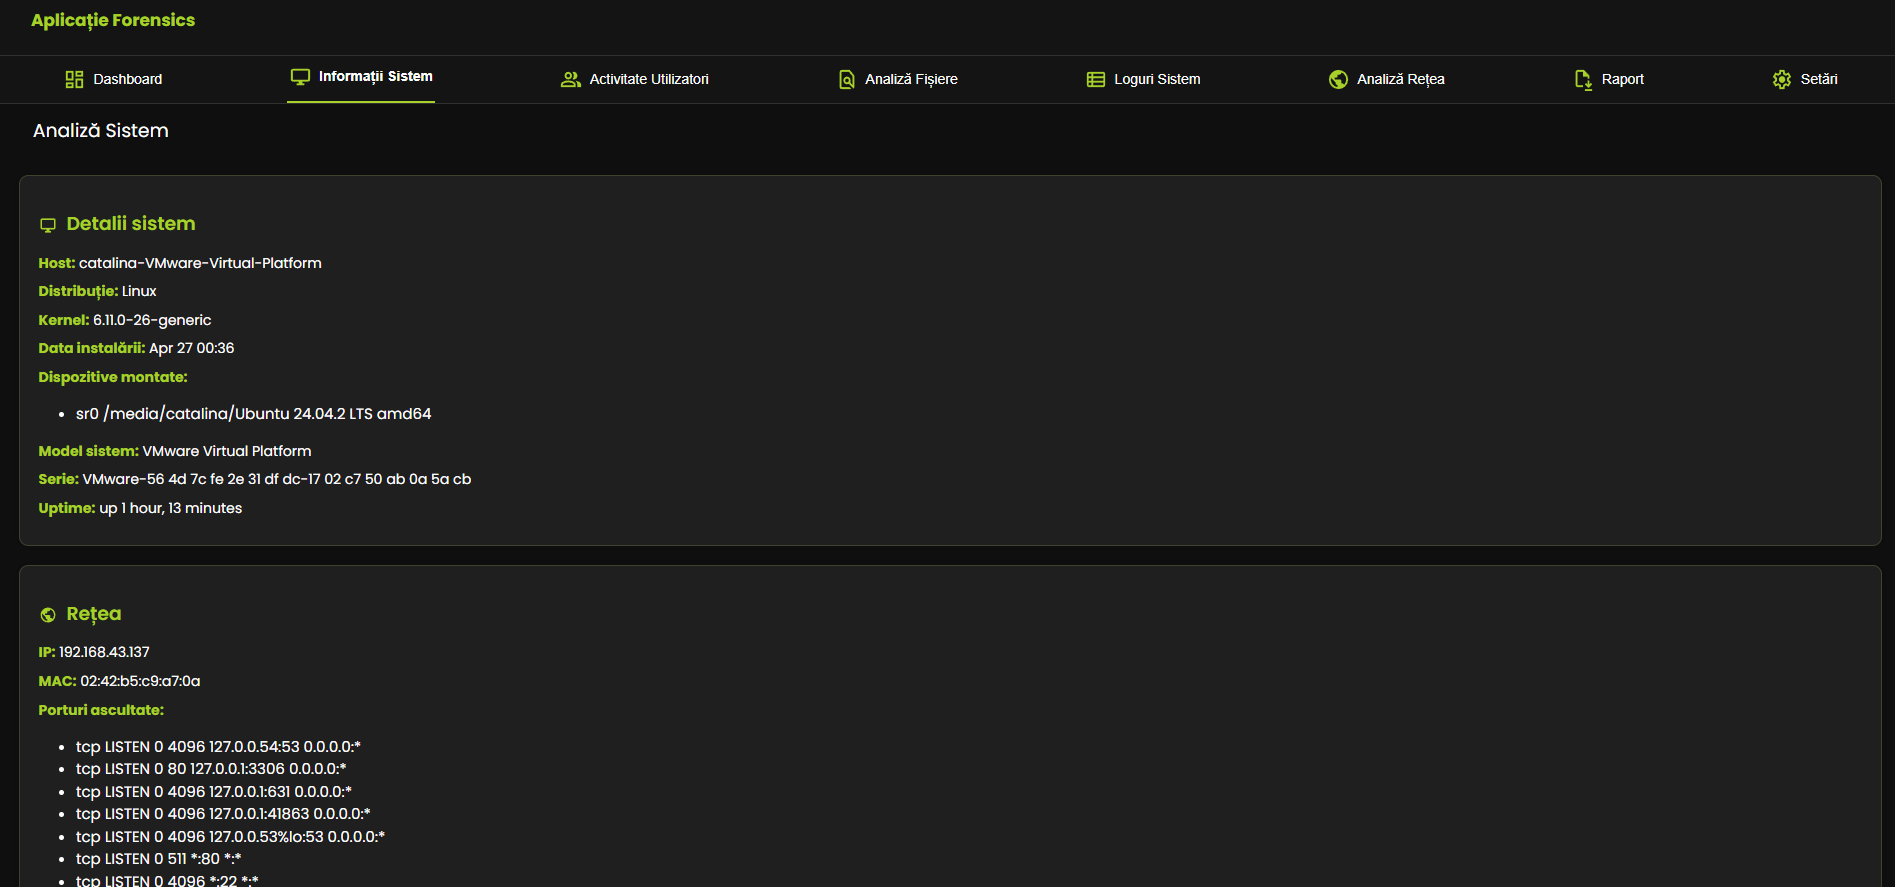 Aplicație Forensics
Dashboard
Informații Sistem
Activitate Utilizatori
Analiză Fișiere
Loguri Sistem
Analiză Rețea
Raport
Setări
Analiză Sistem
Detalii sistem
Host: catalina-VMware-Virtual-Platform
Distribuție: Linux
Kernel: 6.11.0-26-generic
Data instalării: Apr 27 00:36
Dispozitive montate:
• sr0 /media/catalina/Ubuntu 24.04.2 LTS amd64
Model sistem: VMware Virtual Platform
Serie: VMware-56 4d 7c fe 2e 31 df dc-17 02 c7 50 ab 0a 5a cb
Uptime: up 1 hour, 13 minutes
Rețea
IP: 192.168.43.137
MAC: 02:42:b5:c9:a7:0a
Porturi ascultate:
• tcp LISTEN 0 4096 127.0.0.54:53 0.0.0.0:*
• tcp LISTEN 0 80 127.0.0.1:3306 0.0.0.0:*
• tcp LISTEN 0 4096 127.0.0.1:631 0.0.0.0:*
• tcp LISTEN 0 4096 127.0.0.1:41863 0.0.0.0:*
• tcp LISTEN 0 4096 127.0.0.53%lo:53 0.0.0.0:*
• tcp LISTEN 0 511 *:80 *:*
• tcp LISTEN 0 4096 *:22 *:*